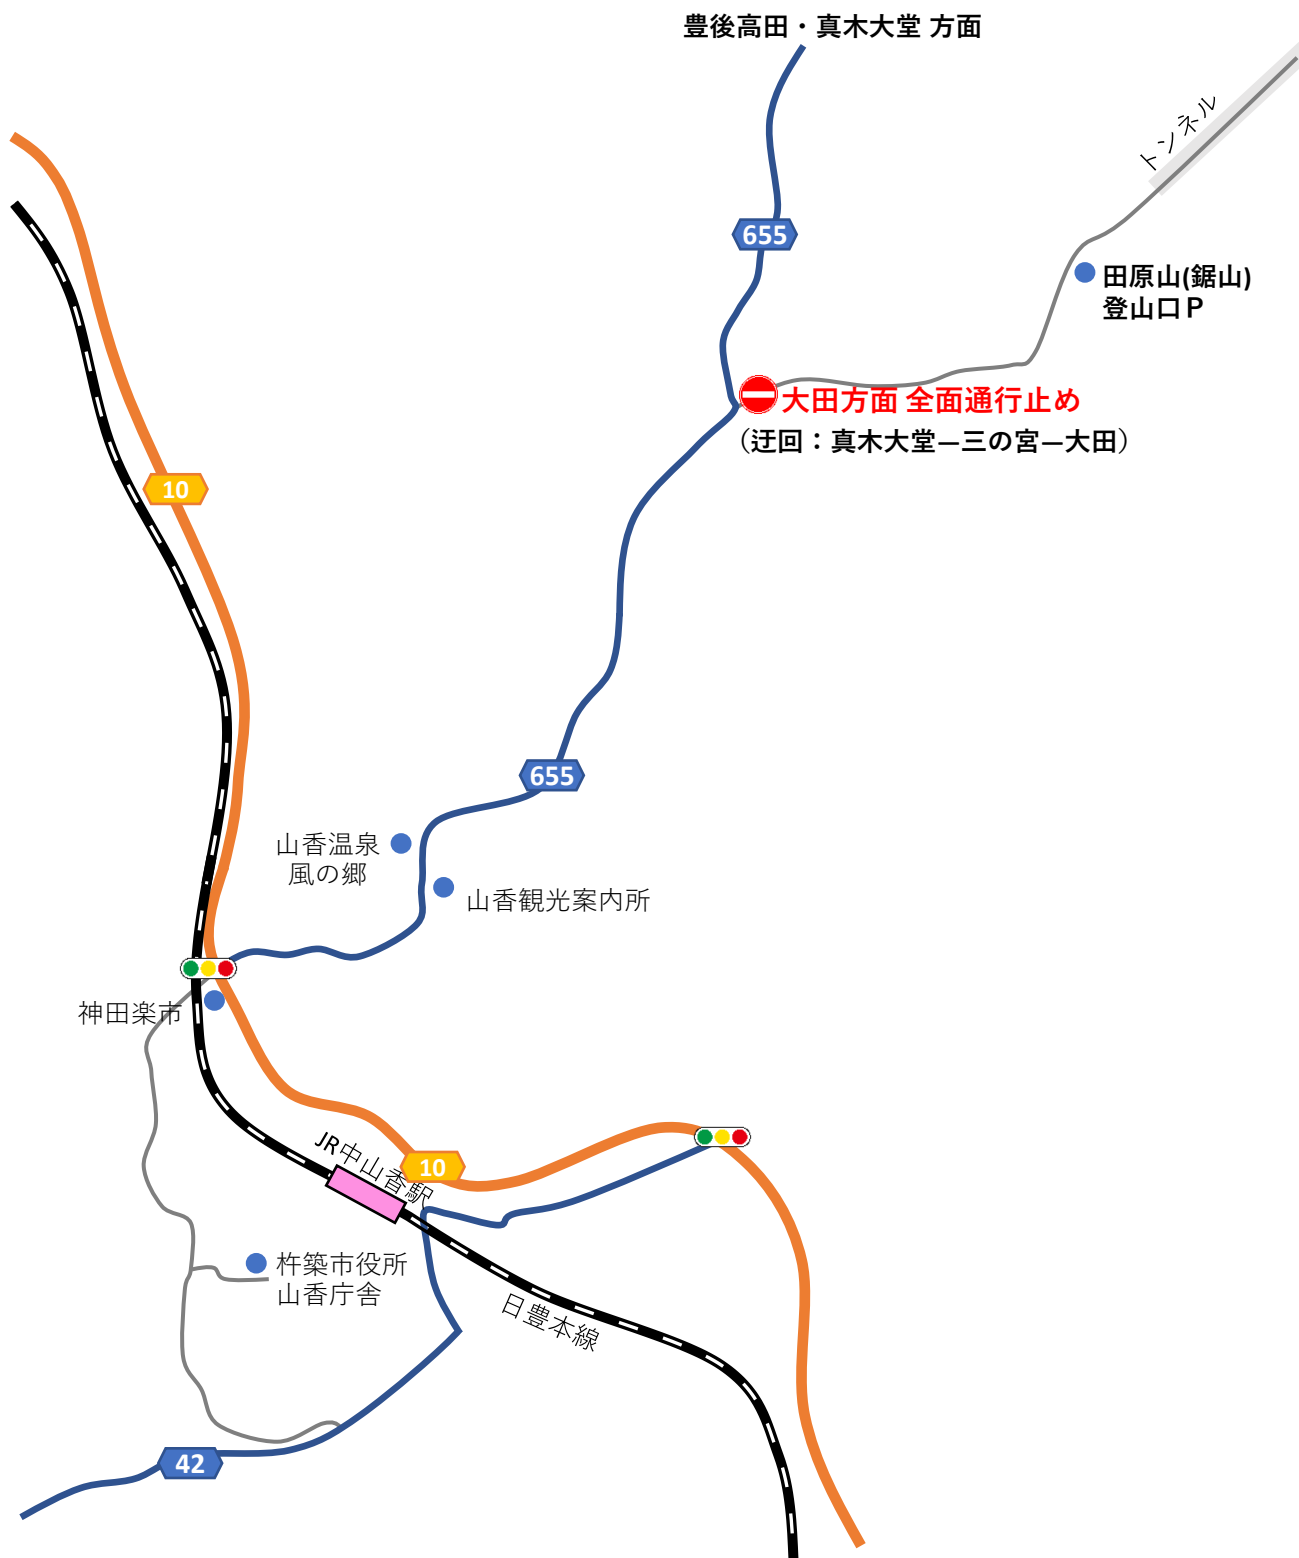 豊後高田・真木大堂 方面
トンネル
655
田原山(鋸山)
登山口P
大田方面 全面通行止め
（迂回：真木大堂―三の宮―大田）
10
655
山香温泉
風の郷
山香観光案内所
神田楽市
JR中山香駅
10
杵築市役所
山香庁舎
日豊本線
42